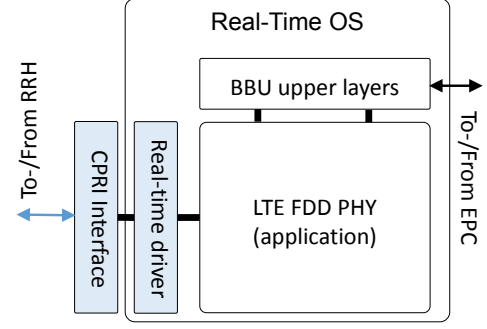 Real-Time OS
BBU upper layers
To-/From RRH
CPRI Interface
Real-time driver
LTE FDD PHY
(application)
To-/From EPC